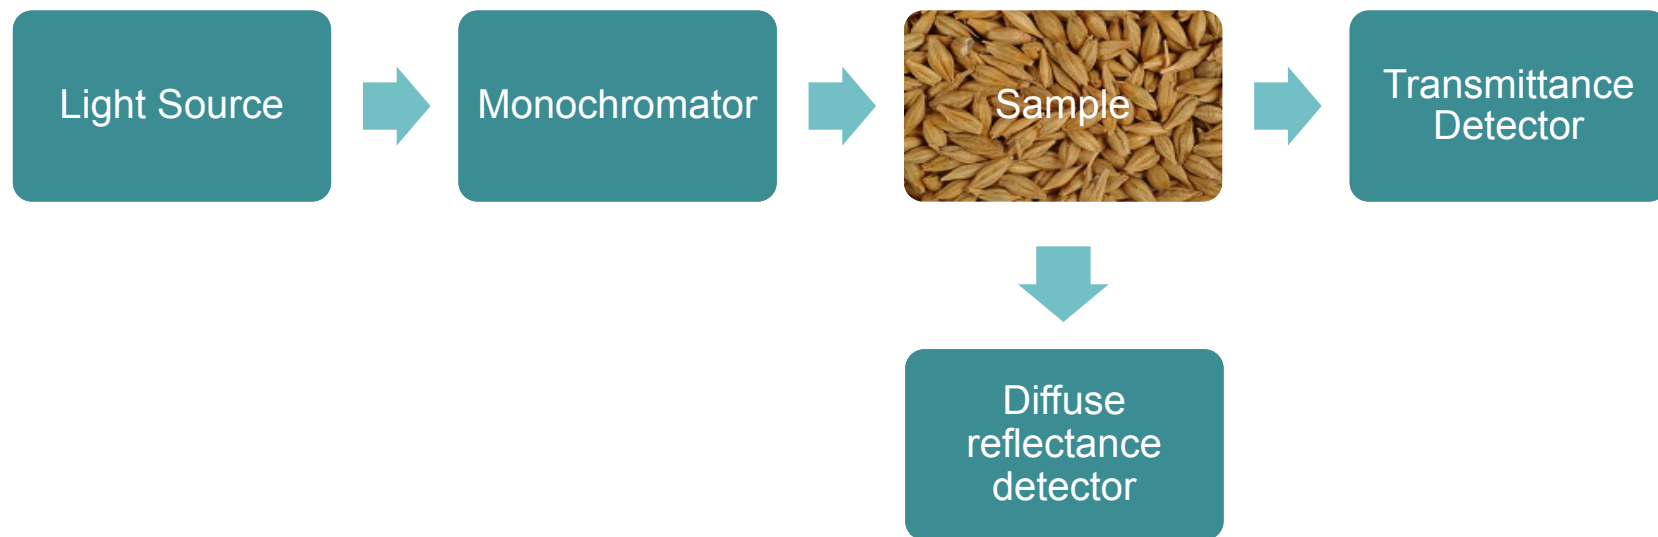 Light Source
Monochromator
Sample
Transmittance
Detector
Diffuse
reflectance
detector